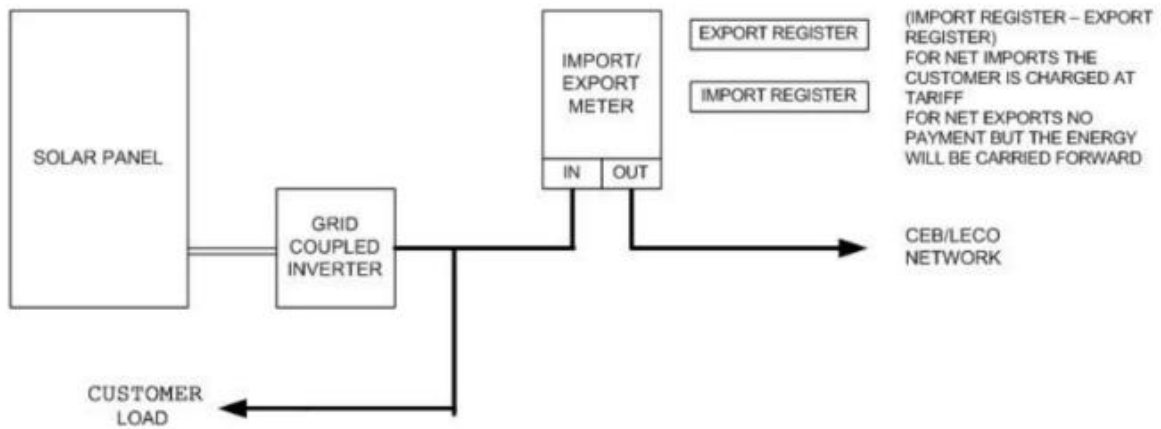 SOLAR PANEL
GRID
COUPLED
INVERTER
CUSTOMER
LOAD
IMPORT/
EXPORT
METER
IN
OUT
EXPORT REGISTER
IMPORT REGISTER
(IMPORT REGISTER – EXPORT
REGISTER)
FOR NET IMPORTS THE
CUSTOMER IS CHARGED AT
TARIFF
FOR NET EXPORTS NO
PAYMENT BUT THE ENERGY
WILL BE CARRIED FORWARD
CEB/LECO
NETWORK